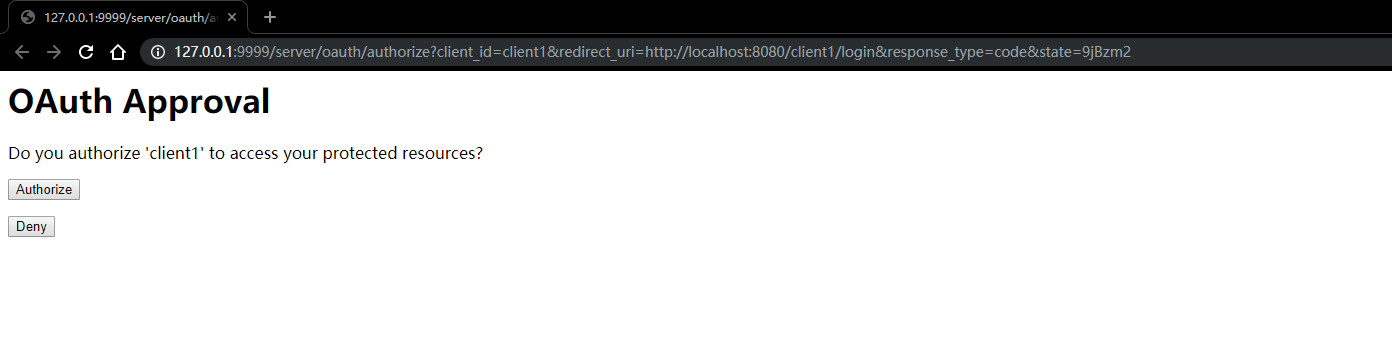 127.0.0.1:9999/server/oauth/a
127.0.0.1:9999/server/oauth/authorize?client_id=client1&redirect_uri=http://localhost:8080/client1/login&response_type=code&state=9jBzm2
OAuth Approval
Do you authorize 'client1' to access your protected resources?
Authorize
Deny